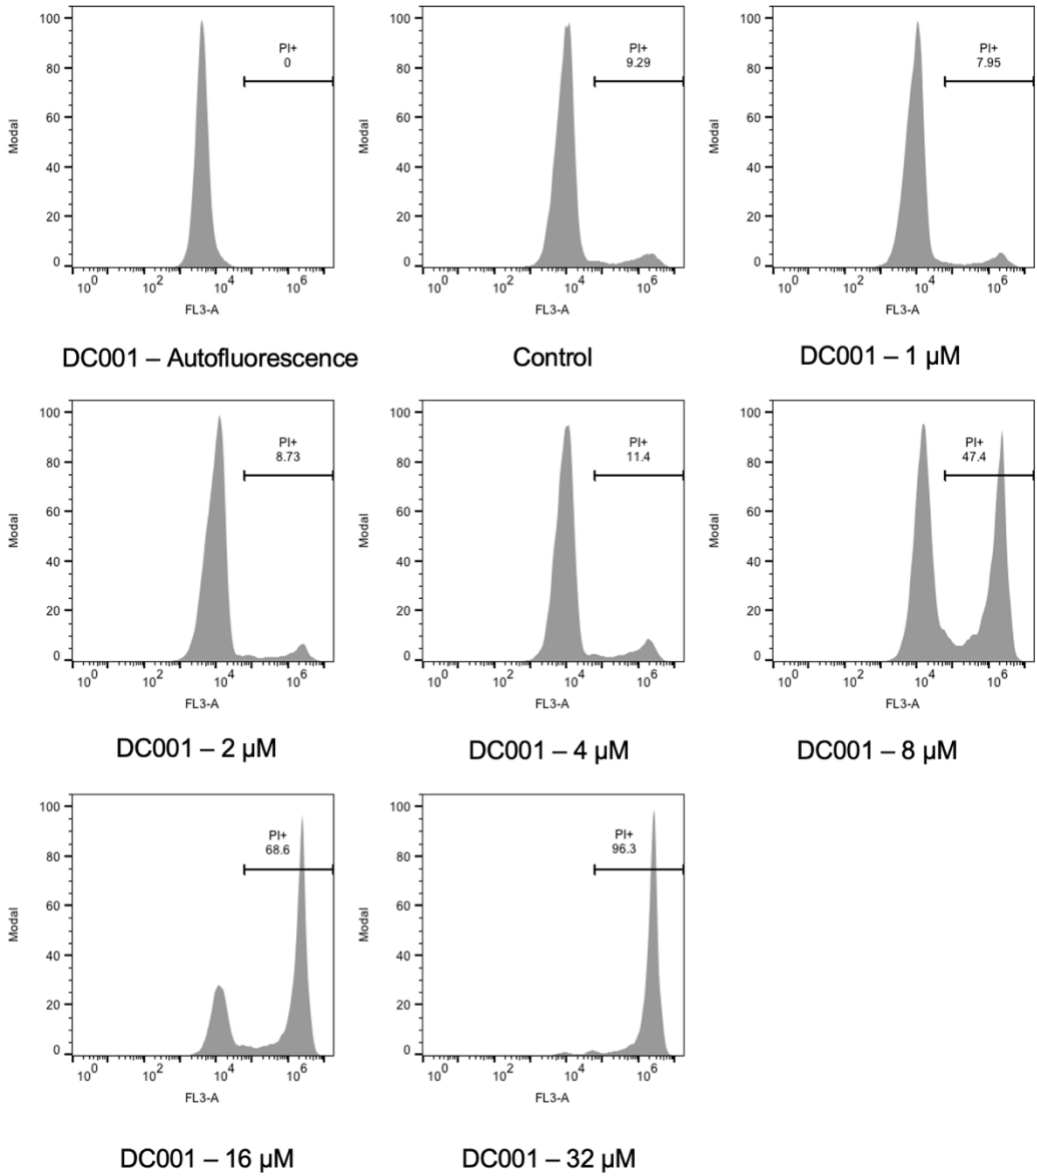 100
80
60
40
20
0
Modal
PI+
0
10^0 10^2 10^4 10^6
FL3-A
DC001 – Autofluorescence
100
80
60
40
20
0
Modal
PI+
9.29
10^0 10^2 10^4 10^6
FL3-A
Control
100
80
60
40
20
0
Modal
PI+
7.95
10^0 10^2 10^4 10^6
FL3-A
DC001 – 1 µM
100
80
60
40
20
0
Modal
PI+
8.73
10^0 10^2 10^4 10^6
FL3-A
DC001 – 2 µM
100
80
60
40
20
0
Modal
PI+
11.4
10^0 10^2 10^4 10^6
FL3-A
DC001 – 4 µM
100
80
60
40
20
0
Modal
PI+
47.4
10^0 10^2 10^4 10^6
FL3-A
DC001 – 8 µM
100
80
60
40
20
0
Modal
PI+
68.6
10^0 10^2 10^4 10^6
FL3-A
DC001 – 16 µM
100
80
60
40
20
0
Modal
PI+
96.3
10^0 10^2 10^4 10^6
FL3-A
DC001 – 32 µM